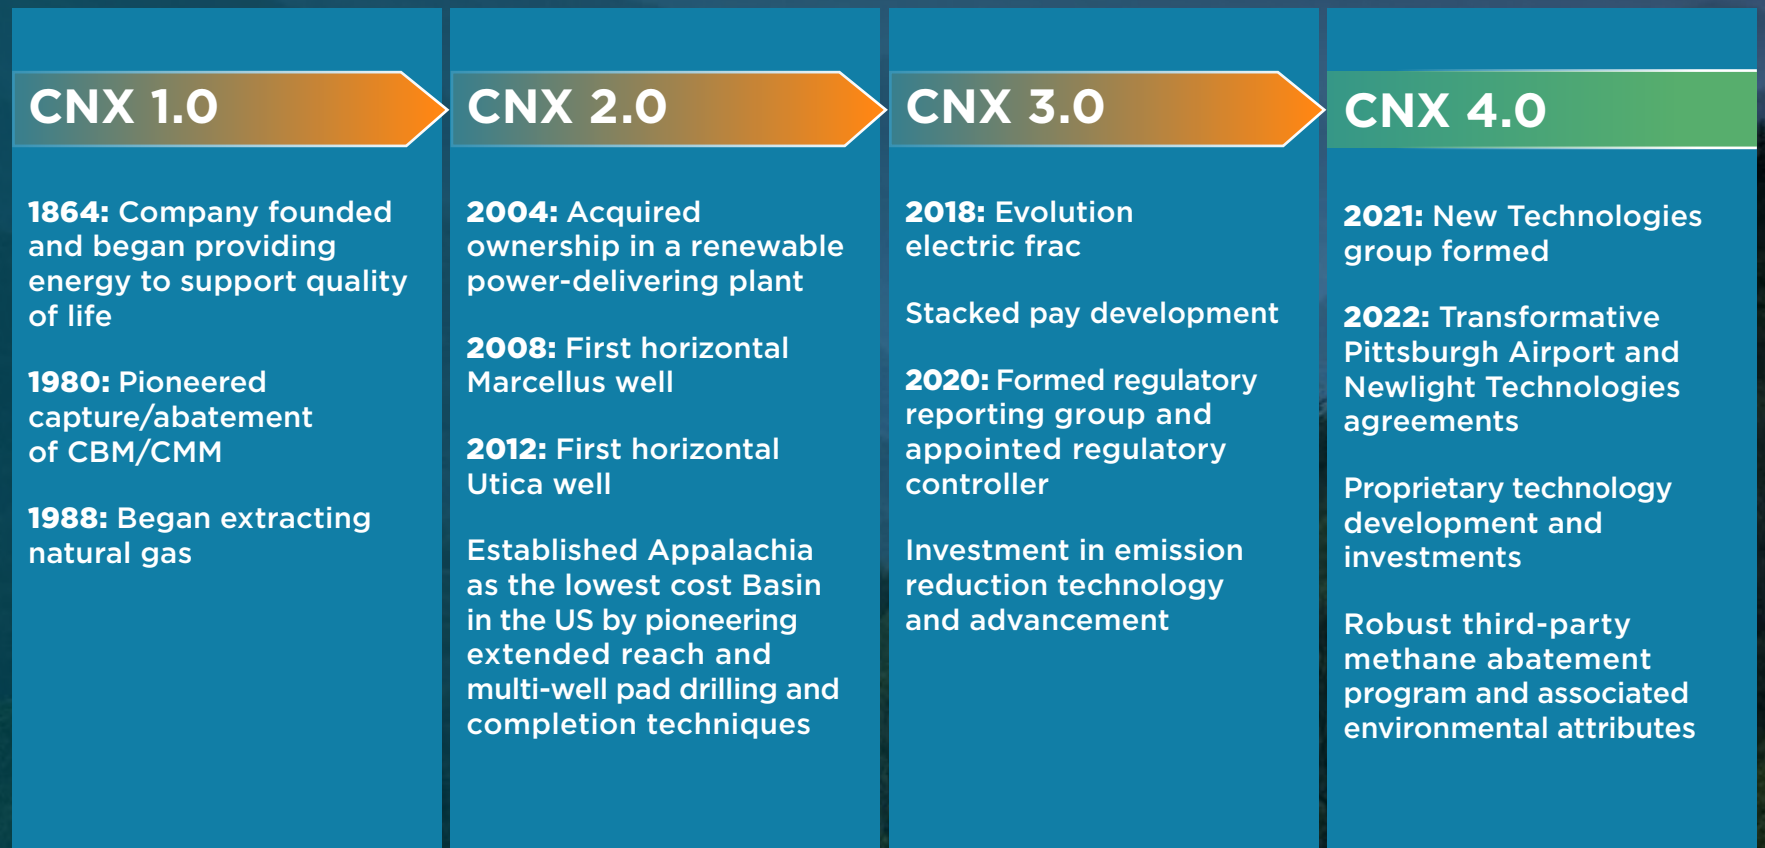 CNX 1.0
1864: Company founded
and began providing
energy to support quality
of life
1980: Pioneered
capture/abatement
of CBM/CMM
1988: Began extracting
natural gas
CNX 2.0
2004: Acquired
ownership in a renewable
power-delivering plant
2008: First horizontal
Marcellus well
2012: First horizontal
Utica well
Established Appalachia
as the lowest cost Basin
in the US by pioneering
extended reach and
multi-well pad drilling and
completion techniques
CNX 3.0
2018: Evolution
electric frac
Stacked pay development
2020: Formed regulatory
reporting group and
appointed regulatory
controller
Investment in emission
reduction technology
and advancement
CNX 4.0
2021: New Technologies
group formed
2022: Transformative
Pittsburgh Airport and
Newlight Technologies
agreements
Proprietary technology
development and
investments
Robust third-party
methane abatement
program and associated
environmental attributes